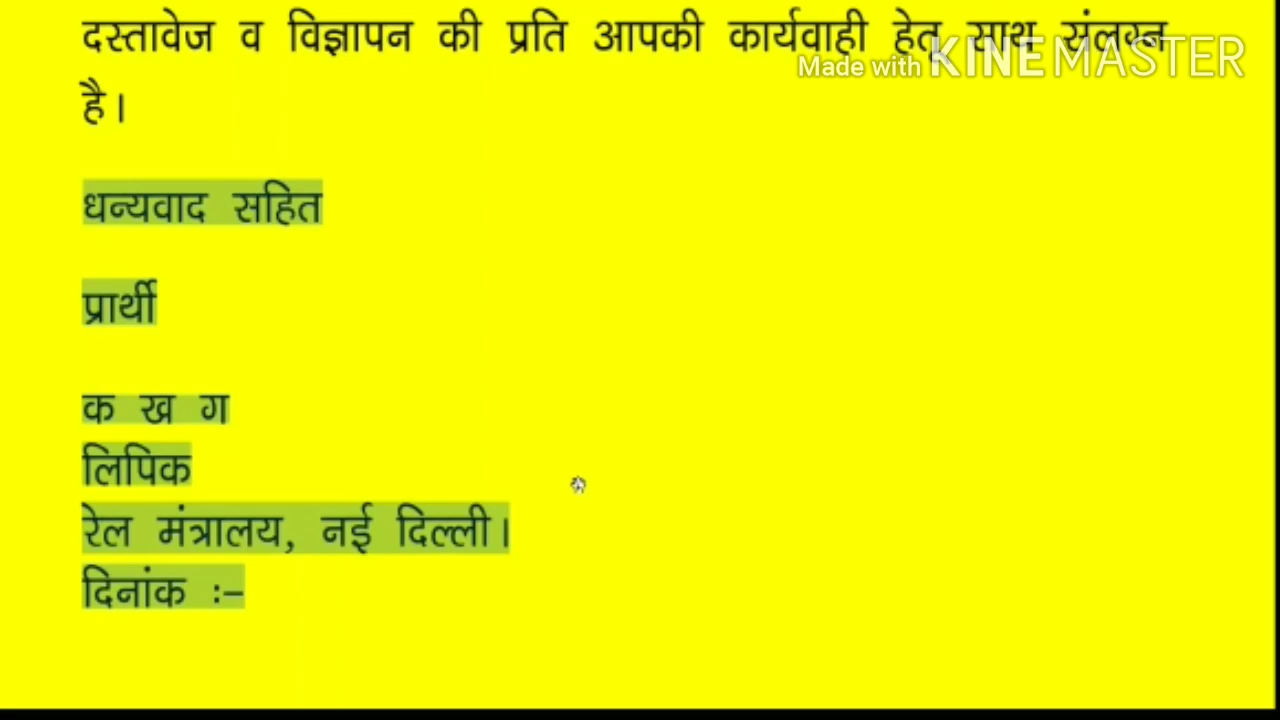 दस्तावेज व विज्ञापन की प्रति आपकी कार्यवाही हेतु साथ संलग्न
Made with KINEMASTER
है।
धन्यवाद सहित
प्रार्थी
क ख ग
लिपिक
रेल मंत्रालय, नई दिल्ली।
दिनांक :–